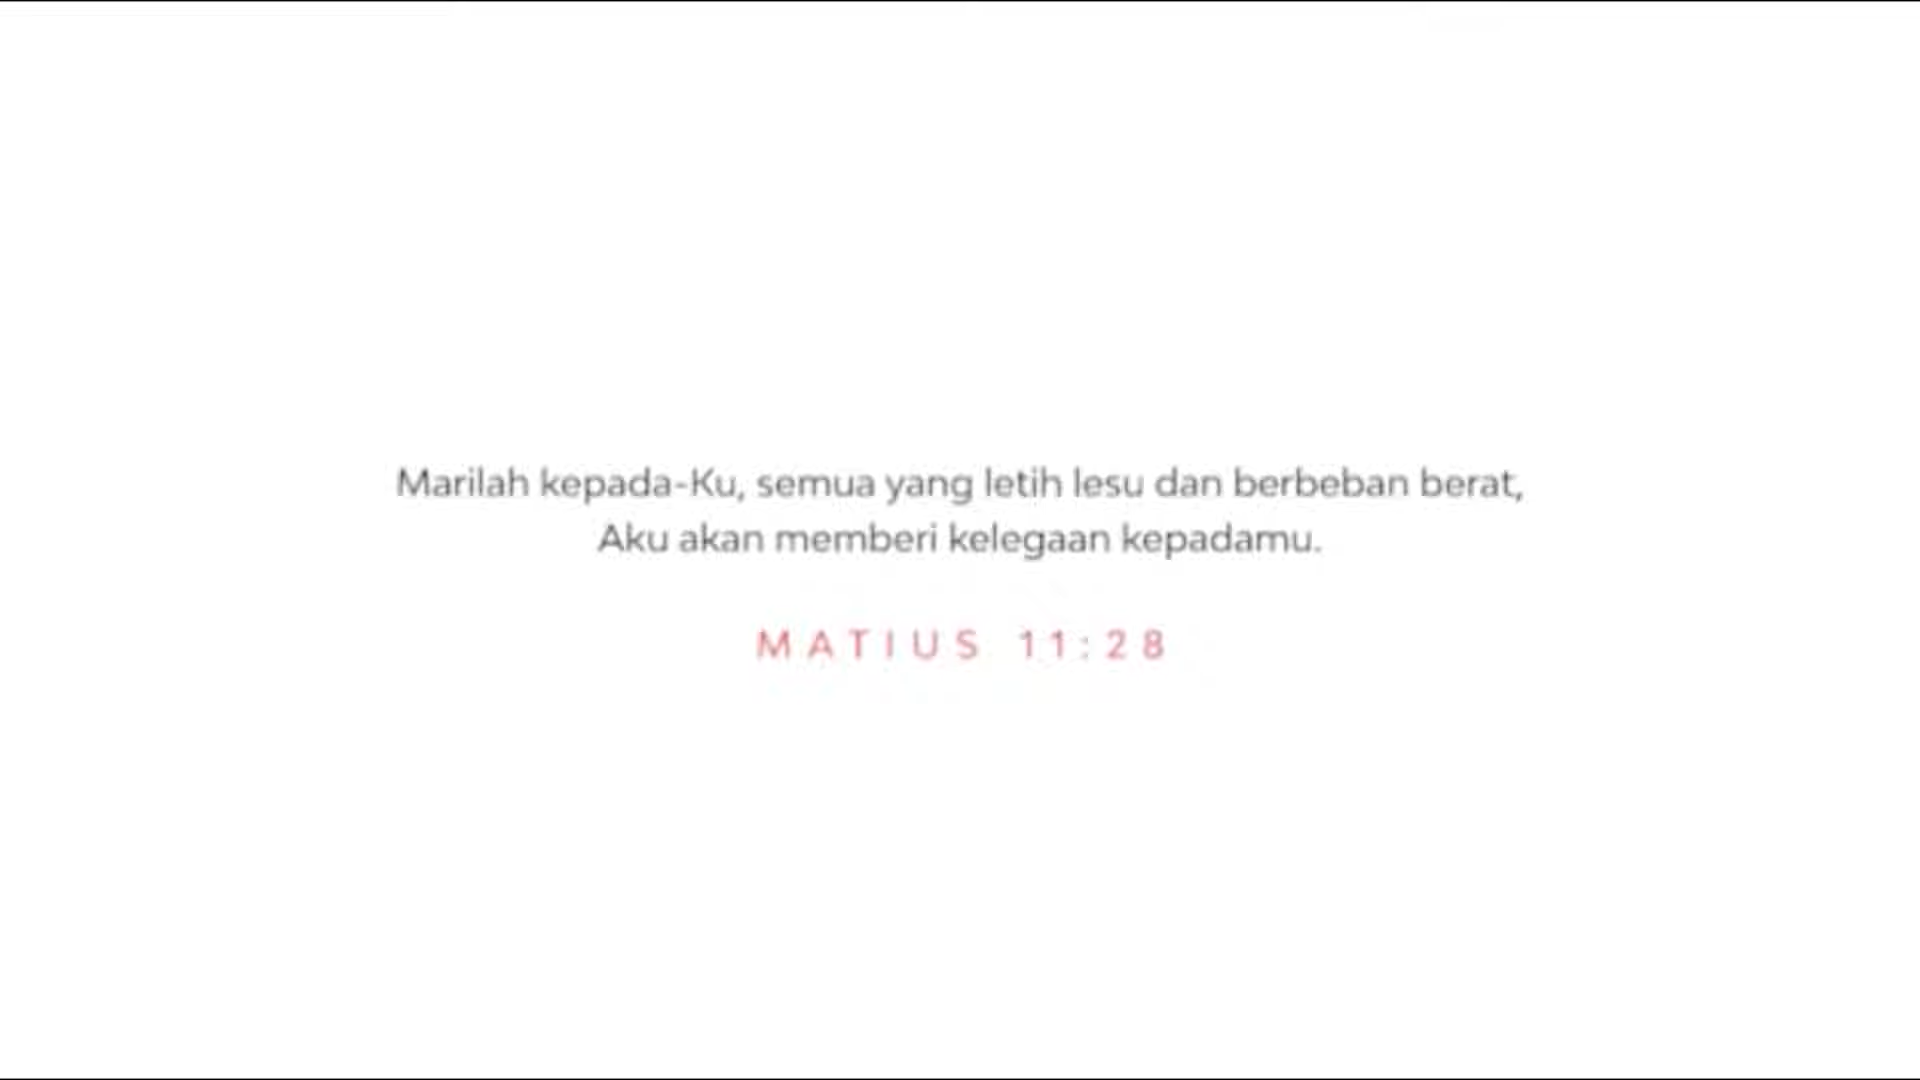 Marilah kepada-Ku, semua yang letih lesu dan berbeban berat,
Aku akan memberi kelegaan kepadamu.
MATIUS 11:28